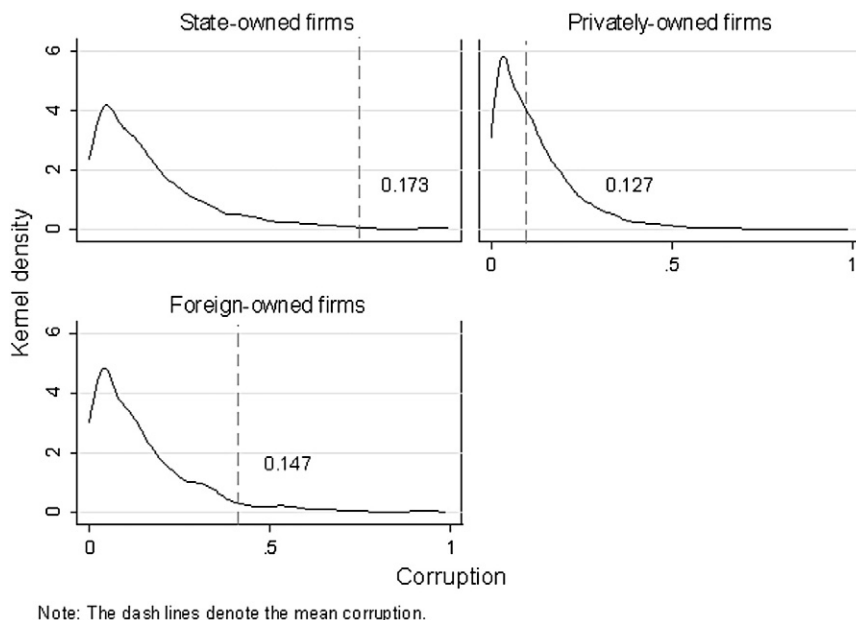 State-owned firms
Privately-owned firms
6
4
2
0
0.173
0.127
0
.5
1
Kernel density
Foreign-owned firms
6
4
2
0
0.147
0
.5
1
Corruption
Note: The dash lines denote the mean corruption.